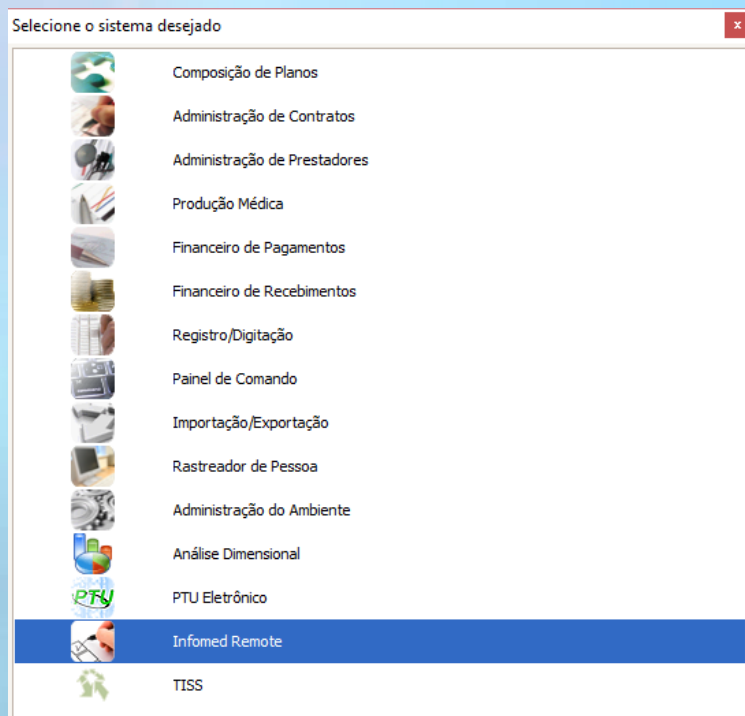 Selecione o sistema desejado
x
Composição de Planos
Administração de Contratos
Administração de Prestadores
Produção Médica
Financeiro de Pagamentos
Financeiro de Recebimentos
Registro/Digitação
Painel de Comando
Importação/Exportação
Rastreador de Pessoa
Administração do Ambiente
Análise Dimensional
PTU PTU Eletrônico
Infomed Remote
TISS